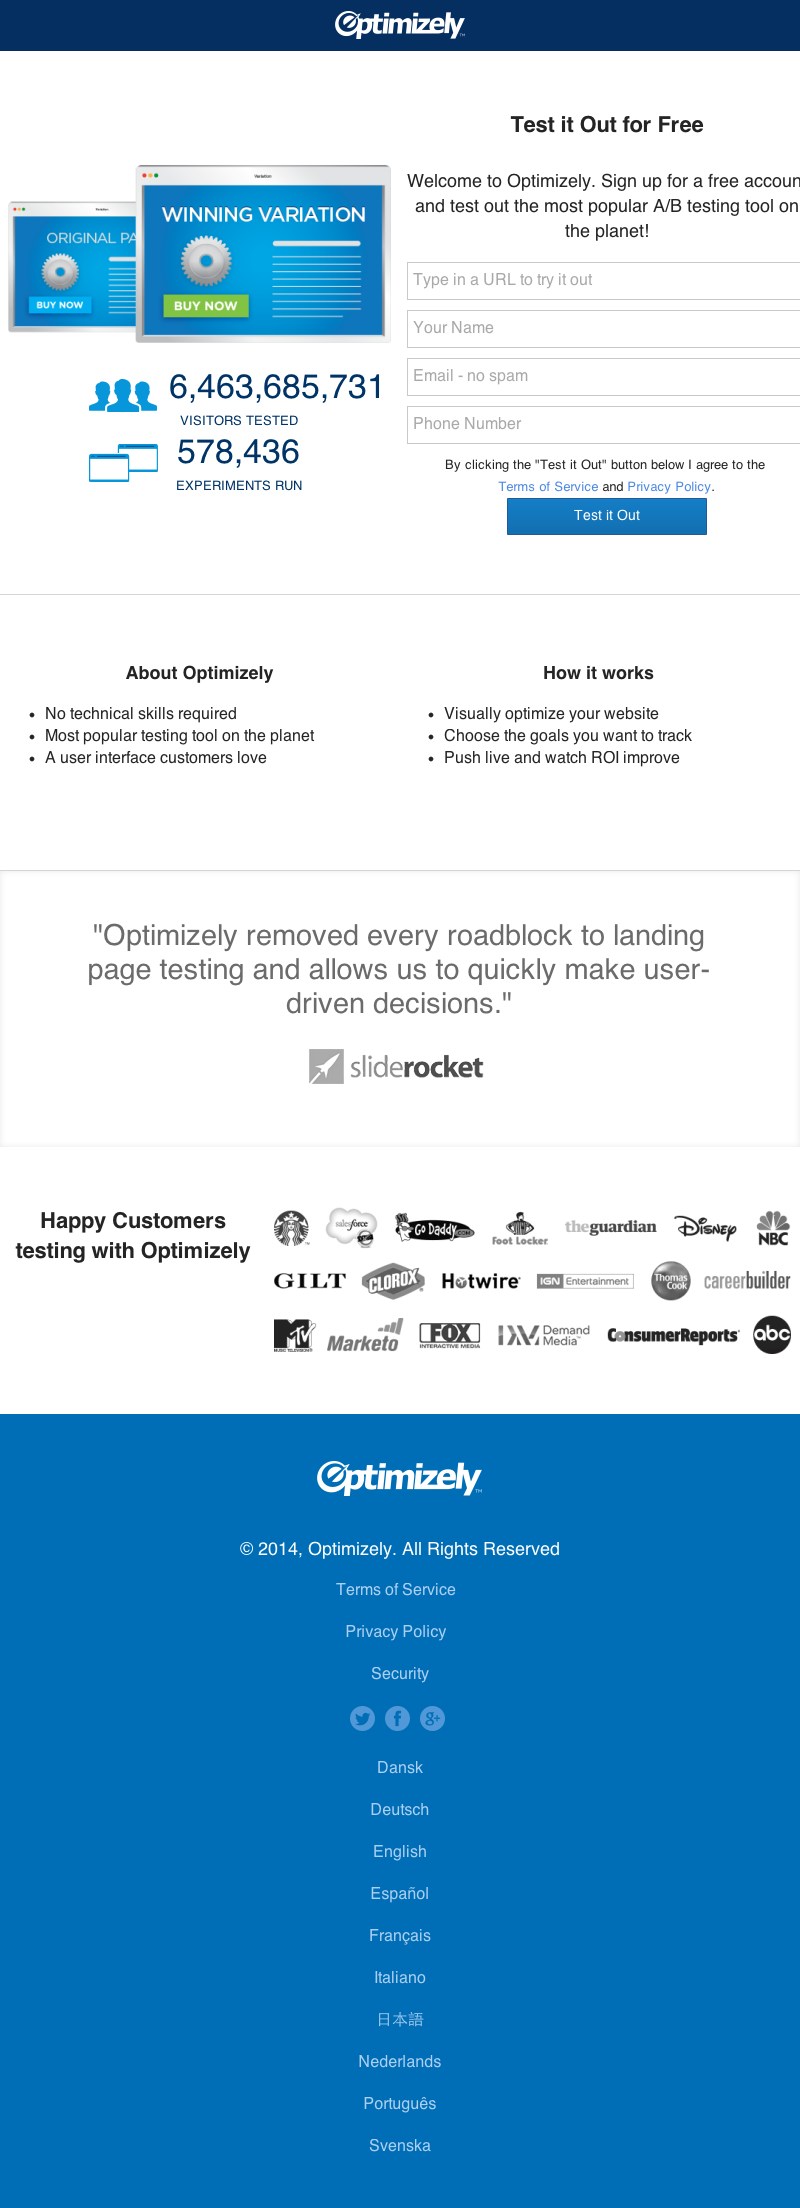 Optimizely
Test it Out for Free
Welcome to Optimizely. Sign up for a free accoun
and test out the most popular A/B testing tool on
the planet!
Variation
Variation
ORIGINAL PA
WINNING VARIATION
BUY NOW
BUY NOW
Type in a URL to try it out
Your Name
Email - no spam
Phone Number
6,463,685,731
VISITORS TESTED
578,436
EXPERIMENTS RUN
By clicking the "Test it Out" button below I agree to the
Terms of Service and Privacy Policy.
Test it Out
About Optimizely
• No technical skills required
• Most popular testing tool on the planet
• A user interface customers love
How it works
• Visually optimize your website
• Choose the goals you want to track
• Push live and watch ROI improve
"Optimizely removed every roadblock to landing
page testing and allows us to quickly make user-
driven decisions."
sliderocket
Happy Customers
testing with Optimizely
salesforce
Go Daddy
Foot Locker
theguardian
DISNEP
NBC
GILT
CLOROX
Hotwire
IGN Entertainment
Thomas
Cook
careerbuilder
MTV
MUSIC TELEVISION®
Marketo
FOX
INTERACTIVE MEDIA
Demand
Media™
ConsumerReports
abc
Optimizely
© 2014, Optimizely. All Rights Reserved
Terms of Service
Privacy Policy
Security
Dansk
Deutsch
English
Español
Français
Italiano
日本語
Nederlands
Português
Svenska